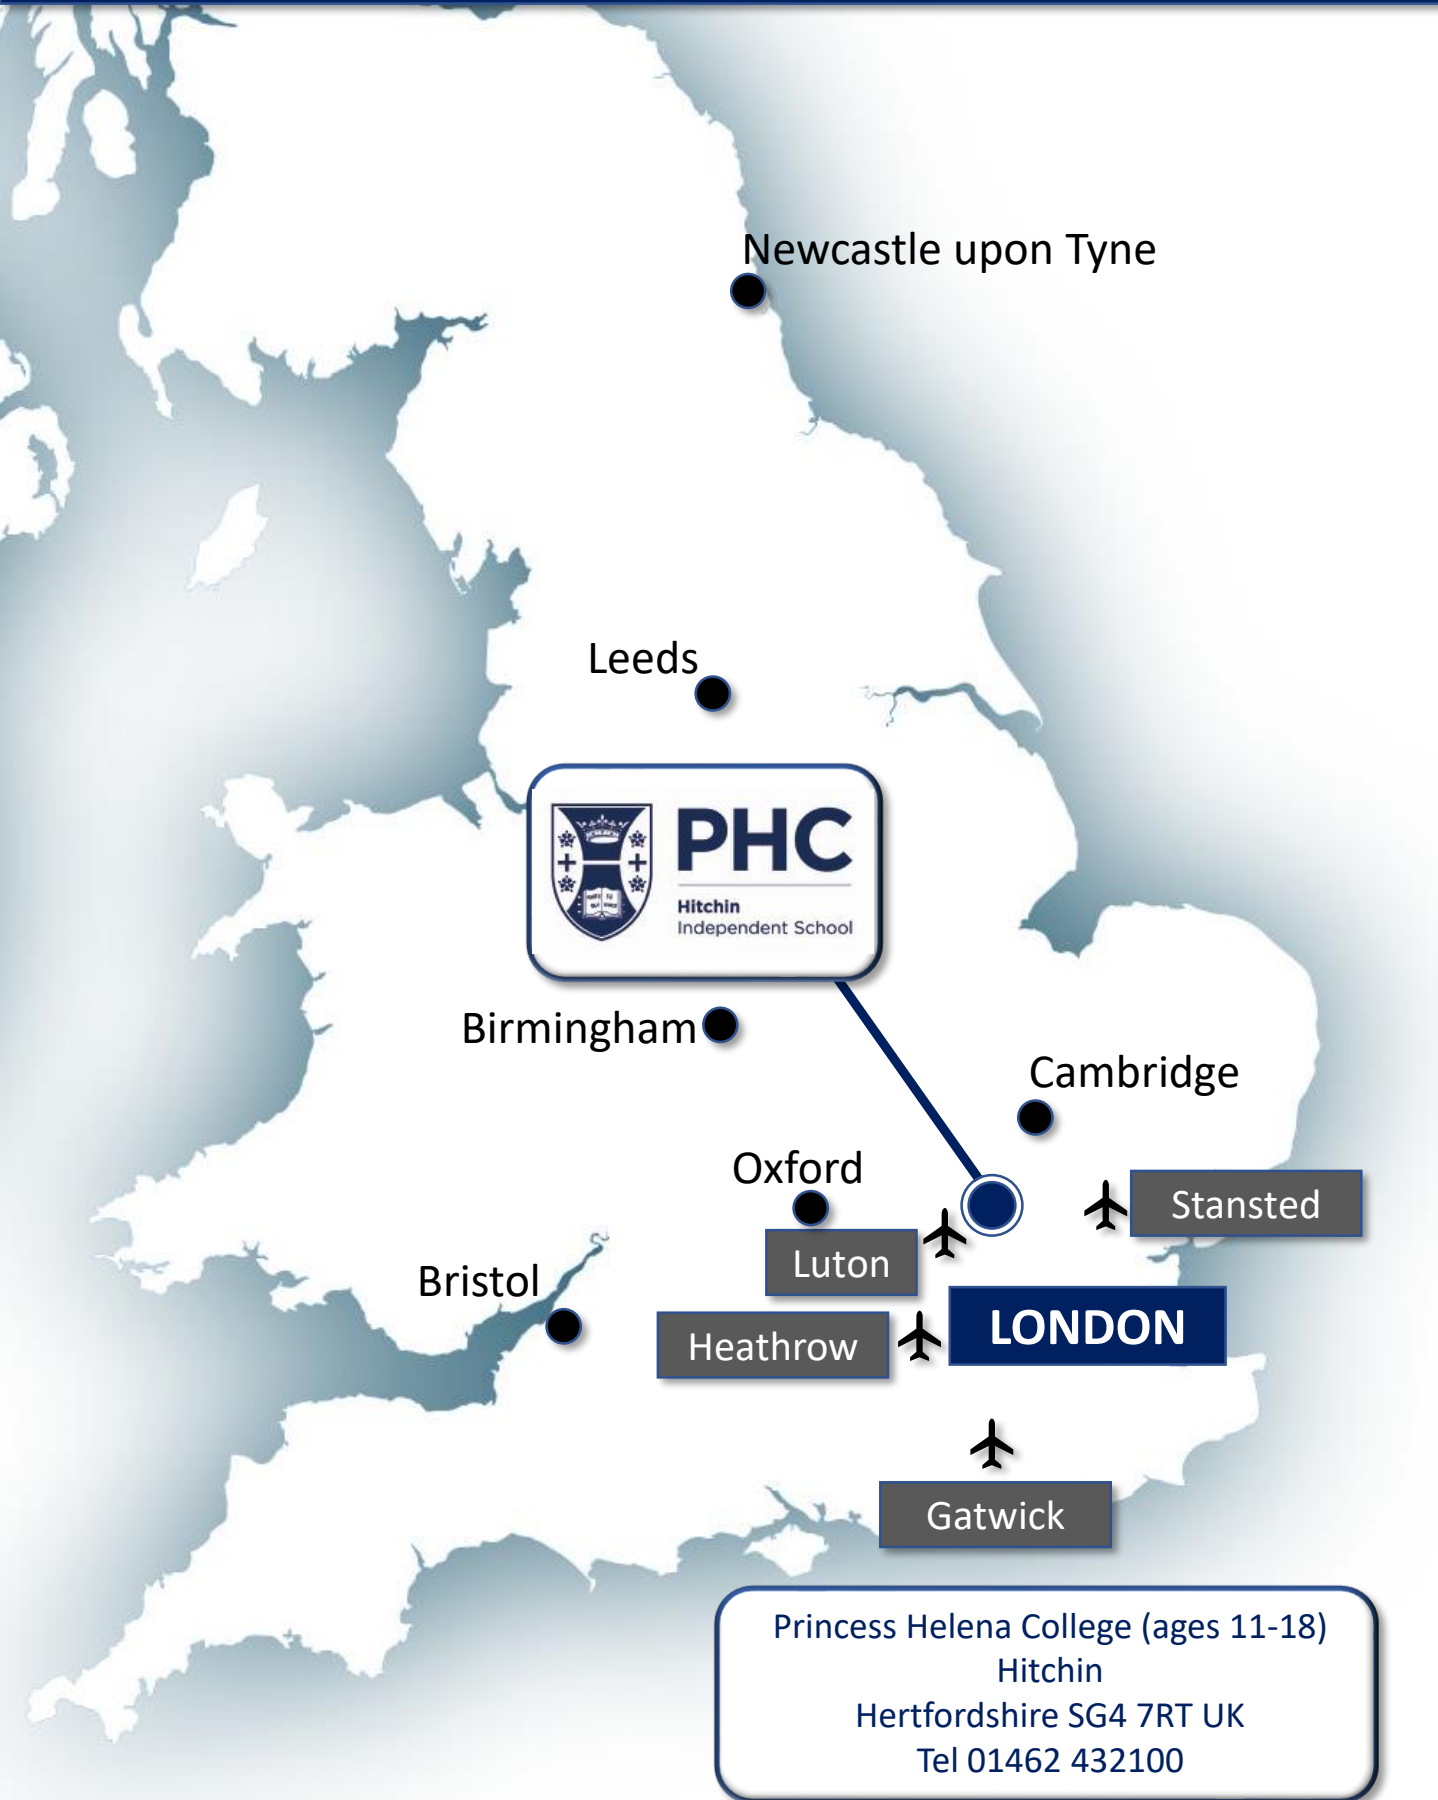 Newcastle upon Tyne
Leeds
PHC
Hitchin
Independent School
Birmingham
Cambridge
Oxford
Stansted
Luton
Bristol
LONDON
Heathrow
Gatwick
Princess Helena College (ages 11-18)
Hitchin
Hertfordshire SG4 7RT UK
Tel 01462 432100